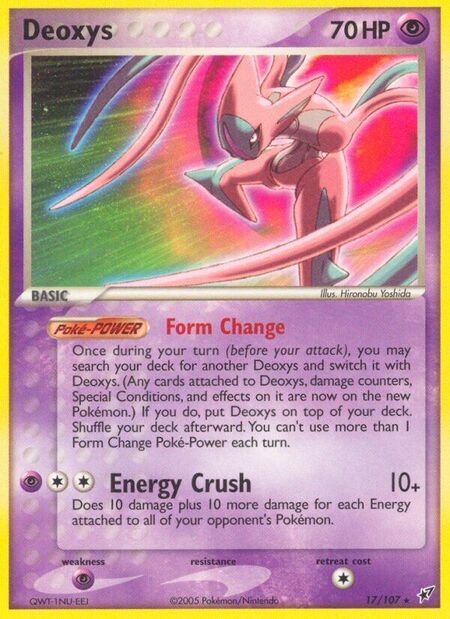 Deoxys 70 HP
BASIC Illus. Hironobu Yoshida
Poké-POWER Form Change
Once during your turn (before your attack), you may
search your deck for another Deoxys and switch it with
Deoxys. (Any cards attached to Deoxys, damage counters,
Special Conditions, and effects on it are now on the new
Pokémon.) If you do, put Deoxys on top of your deck.
Shuffle your deck afterward. You can't use more than 1
Form Change Poké-Power each turn.
Energy Crush 10+
Does 10 damage plus 10 more damage for each Energy
attached to all of your opponent's Pokémon.
weakness resistance retreat cost
QWT-1NU-EEJ ©2005 Pokémon/Nintendo 17/107 ★